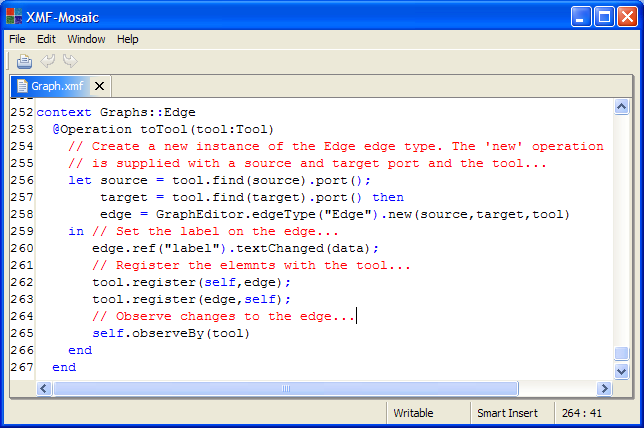 XMF-Mosaic
File Edit Window Help
Graph.xmf
252 context Graphs::Edge
253 @Operation toTool(tool:Tool)
254 // Create a new instance of the Edge edge type. The 'new' operation
255 // is supplied with a source and target port and the tool...
256 let source = tool.find(source).port();
257 target = tool.find(target).port() then
258 edge = GraphEditor.edgeType("Edge").new(source,target,tool)
259 in // Set the label on the edge...
260 edge.ref("label").textChanged(data);
261 // Register the elemnts with the tool...
262 tool.register(self,edge);
263 tool.register(edge,self);
264 // Observe changes to the edge...
265 self.observeBy(tool)
266 end
267 end
Writable Smart Insert 264 : 41